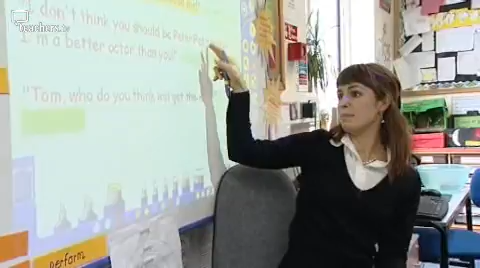 teachers.tv
don't think you should be Peter Pan
I'm a better actor than you!"
"Tom, who do you think will get the
perform